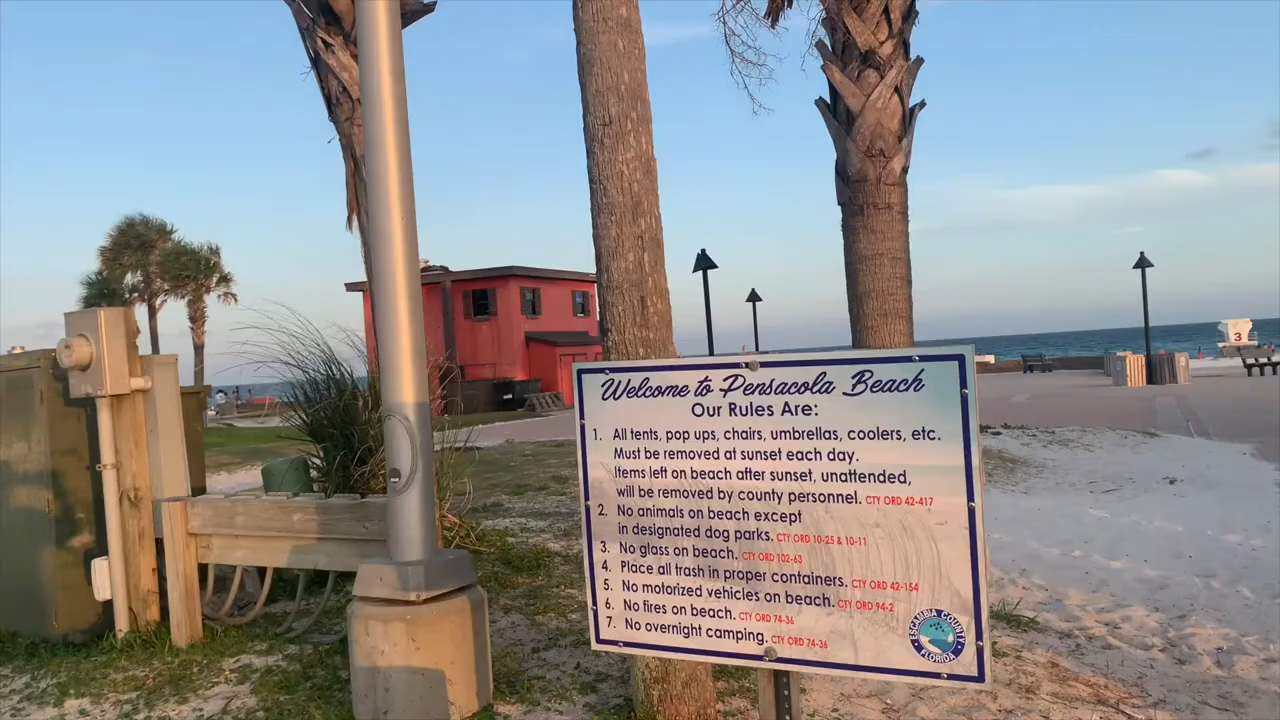 Welcome to Pensacola Beach
Our Rules Are:
1. All tents, pop ups, chairs, umbrellas, coolers, etc.
Must be removed at sunset each day.
Items left on beach after sunset, unattended,
will be removed by county personnel. CTY ORD 42-417
2. No animals on beach except
in designated dog parks. CTY ORD 10-25 & 10-11
3. No glass on beach. CTY ORD 102-63
4. Place all trash in proper containers. CTY ORD 42-154
5. No motorized vehicles on beach. CTY ORD 94-2
6. No fires on beach. CTY ORD 74-36
7. No overnight camping. CTY ORD 74-36
ESCAMBIA COUNTY
FLORIDA
3